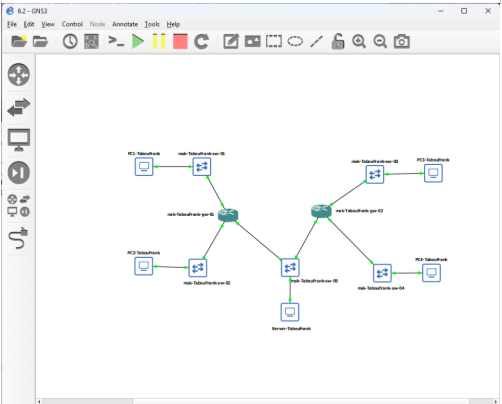 6.2 - GNS3
File Edit View Control Node Annotate Tools Help
PC1-TabouFrank
msk-TabouFrank-sw-01
msk-TabouFrank-sw-03
PC3-TabouFrank
msk-TabouFrank-gw-01
msk-TabouFrank-gw-02
PC2-TabouFrank
PC4-TabouFrank
msk-TabouFrank-sw-02
msk-TabouFrank-sw-05
msk-TabouFrank-sw-04
Server-TabouFrank